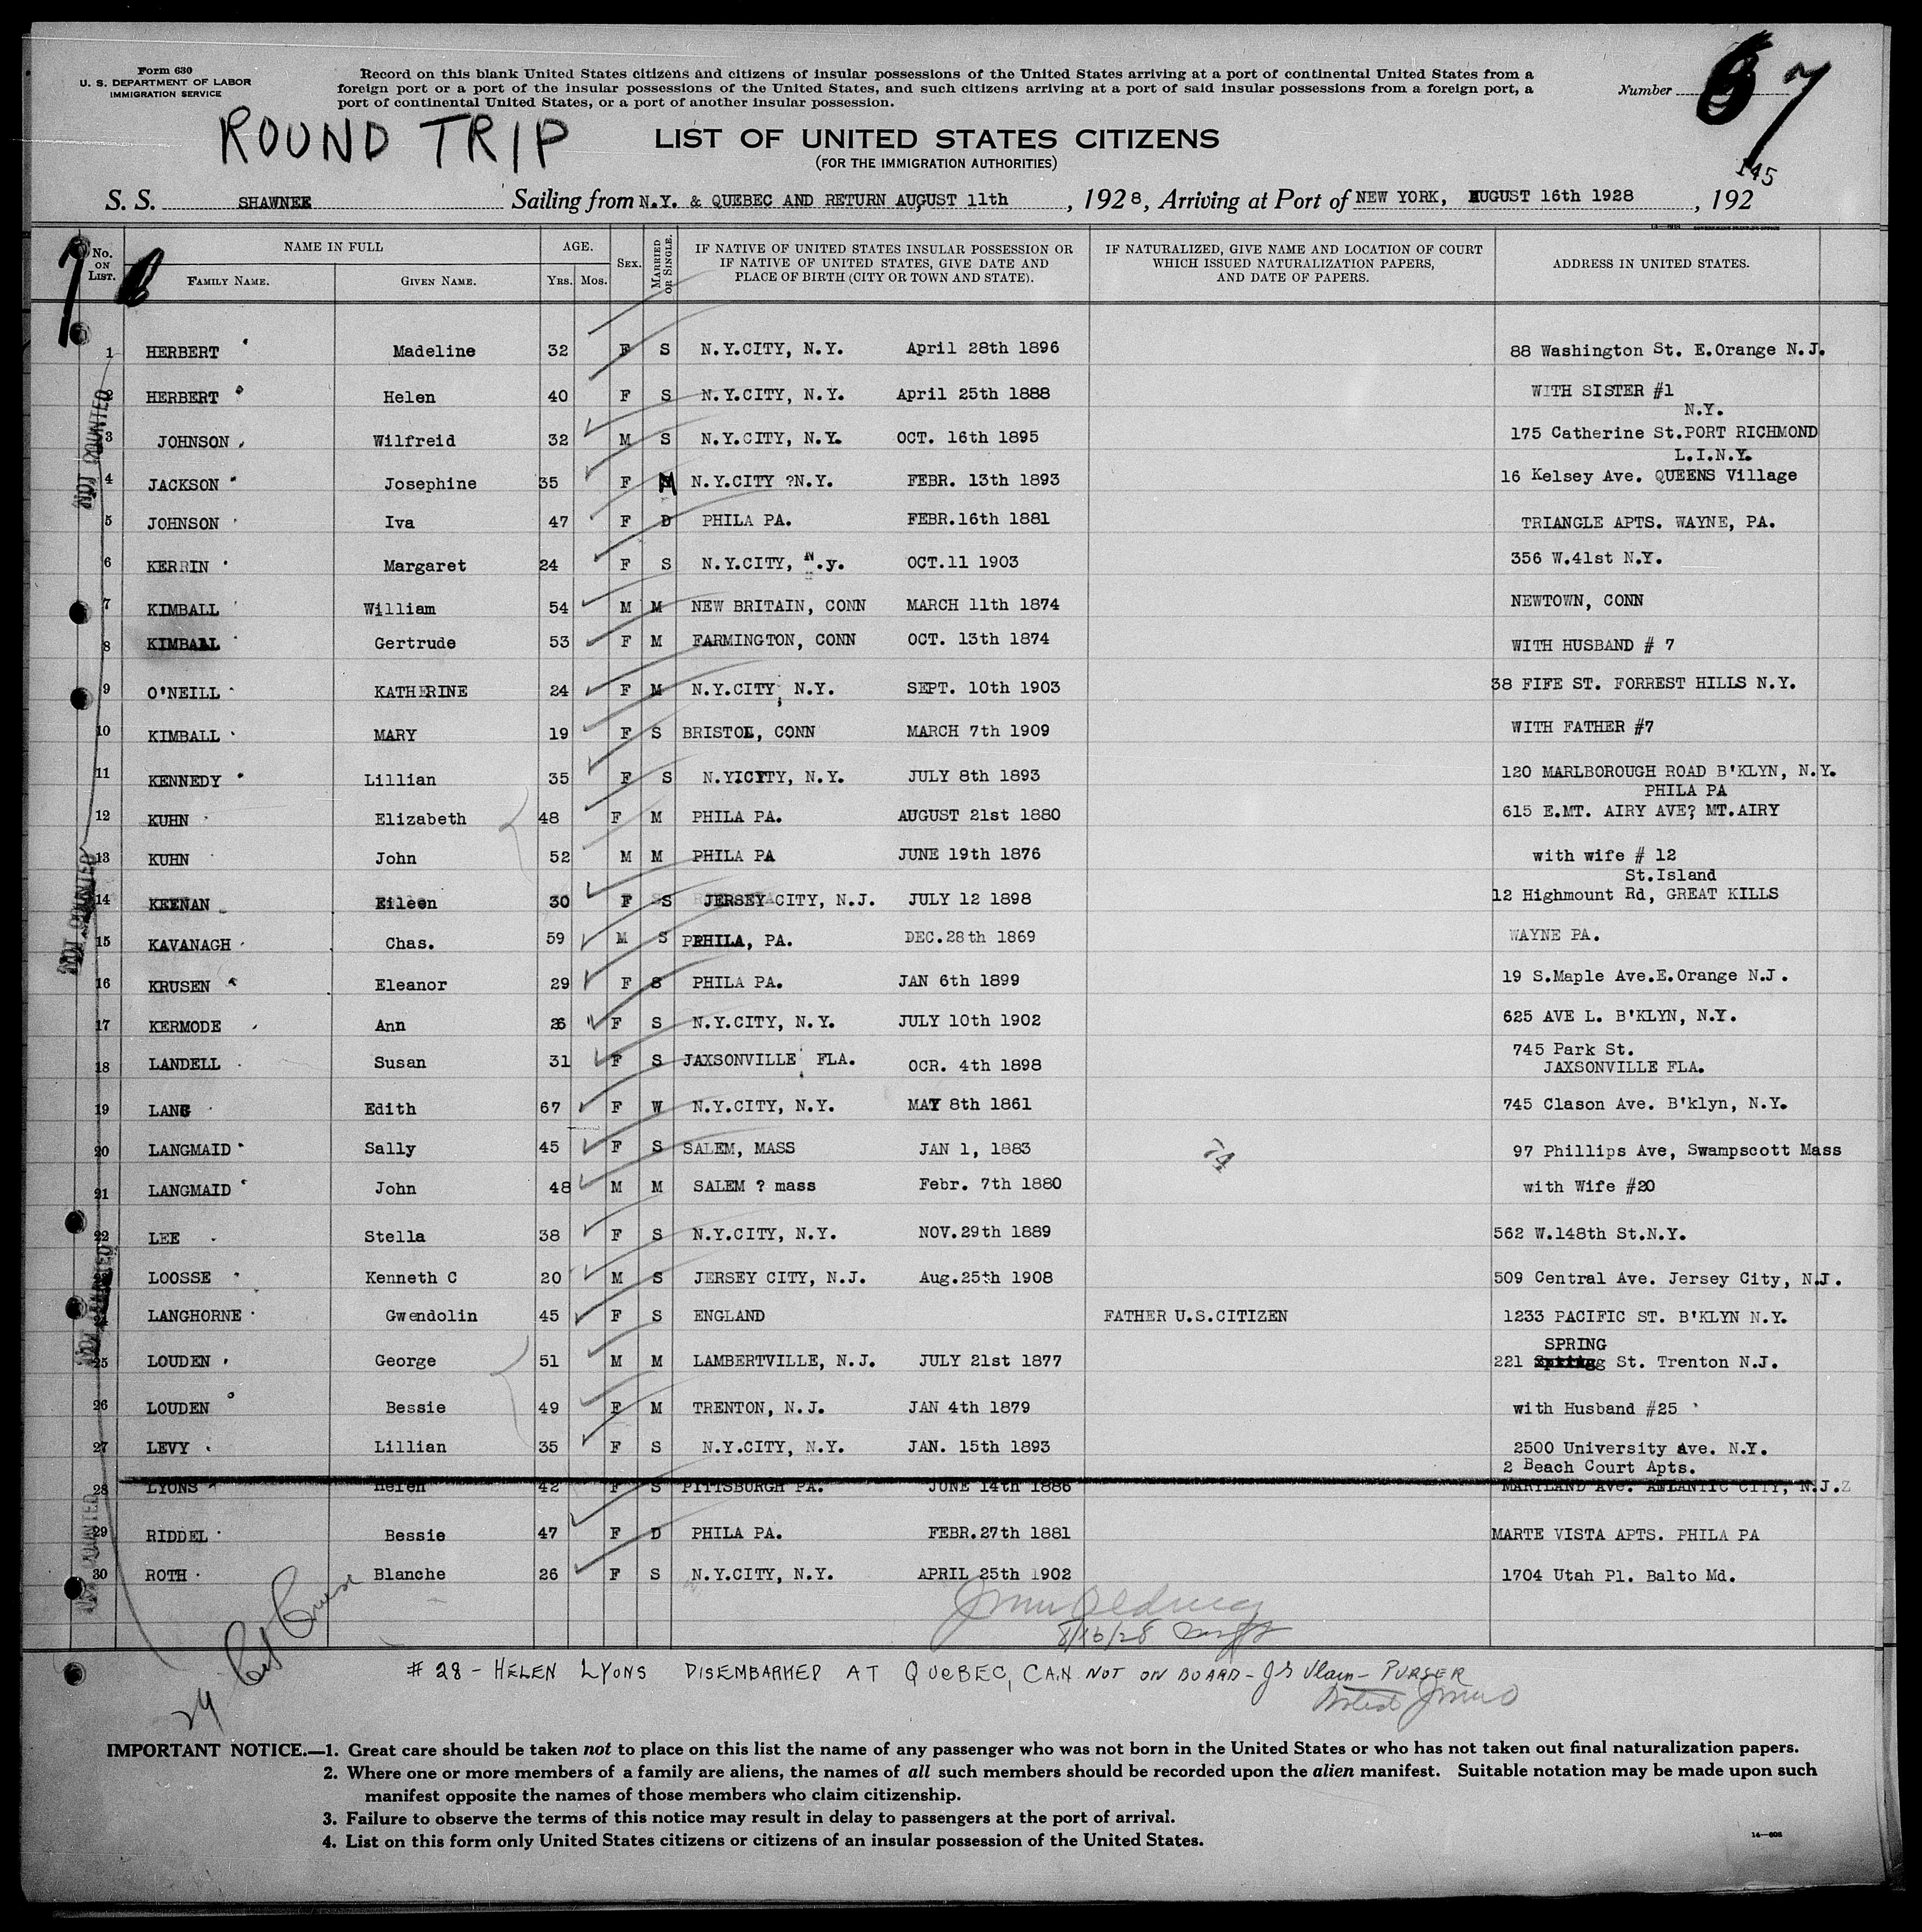 Form 630
U. S. DEPARTMENT OF LABOR
IMMIGRATION SERVICE
Record on this blank United States citizens and citizens of insular possessions of the United States arriving at a port of continental United States from a
foreign port or a port of the insular possessions of the United States, and such citizens arriving at a port of said insular possessions from a foreign port, a
port of continental United States, or a port of another insular possession.
Number 67
ROUND TRIP
LIST OF UNITED STATES CITIZENS
(FOR THE IMMIGRATION AUTHORITIES)
145
S. S. SHAWNEE Sailing from N.Y. & QUEBEC AND RETURN AUGUST 11th, 1928, Arriving at Port of NEW YORK, AUGUST 16th 1928, 192
No. ON LIST. NAME IN FULL FAMILY NAME. GIVEN NAME. AGE. YRS. MOS. SEX. MARRIED OR SINGLE. IF NATIVE OF UNITED STATES INSULAR POSSESSION OR IF NATIVE OF UNITED STATES, GIVE DATE AND PLACE OF BIRTH (CITY OR TOWN AND STATE). IF NATURALIZED, GIVE NAME AND LOCATION OF COURT WHICH ISSUED NATURALIZATION PAPERS, AND DATE OF PAPERS. ADDRESS IN UNITED STATES.
1 HERBERT Madeline 32 F S N.Y.CITY, N.Y. April 28th 1896 88 Washington St. E.Orange N.J.
2 HERBERT Helen 40 F S N.Y.CITY, N.Y. April 25th 1888 WITH SISTER #1
N.Y.
3 JOHNSON Wilfreid 32 M S N.Y.CITY, N.Y. OCT. 16th 1895 175 Catherine St.PORT RICHMOND
L.I.N.Y.
4 JACKSON Josephine 35 F M N.Y.CITY ?N.Y. FEBR. 13th 1893 16 Kelsey Ave. QUEENS Village
5 JOHNSON Iva 47 F D PHILA PA. FEBR.16th 1881 TRIANGLE APTS. WAYNE, PA.
6 KERRIN Margaret 24 F S N.Y.CITY, N.y. OCT.11 1903 356 W.41st N.Y.
7 KIMBALL William 54 M M NEW BRITAIN, CONN MARCH 11th 1874 NEWTOWN, CONN
8 KIMBALL Gertrude 53 F M FARMINGTON, CONN OCT. 13th 1874 WITH HUSBAND # 7
9 O'NEILL KATHERINE 24 F M N.Y.CITY, N.Y. SEPT. 10th 1903 38 FIFE ST. FORREST HILLS N.Y.
10 KIMBALL MARY 19 F S BRISTOL, CONN MARCH 7th 1909 WITH FATHER #7
11 KENNEDY Lillian 35 F S N.YICITY, N.Y. JULY 8th 1893 120 MARLBOROUGH ROAD B'KLYN, N.Y.
PHILA PA
12 KUHN Elizabeth 48 F M PHILA PA. AUGUST 21st 1880 615 E.MT. AIRY AVE? MT.AIRY
13 KUHN John 52 M M PHILA PA JUNE 19th 1876 with wife # 12
St.Island
14 KEENAN Eileen 30 F S JERSEY CITY, N.J. JULY 12 1898 12 Highmount Rd, GREAT KILLS
15 KAVANAGH Chas. 59 M S PHILA, PA. DEC.28th 1869 WAYNE PA.
16 KRUSEN Eleanor 29 F S PHILA PA. JAN 6th 1899 19 S.Maple Ave.E.Orange N.J.
17 KERMODE Ann 26 F S N.Y.CITY, N.Y. JULY 10th 1902 625 AVE L. B'KLYN, N.Y.
18 LANDELL Susan 31 F S JAXSONVILLE, FLA. OCR. 4th 1898 745 Park St.
JAXSONVILLE FLA.
19 LANG Edith 67 F W N.Y.CITY, N.Y. MAY 8th 1861 745 Clason Ave. B'klyn, N.Y.
20 LANGMAID Sally 45 F S SALEM, MASS JAN 1, 1883 74 97 Phillips Ave, Swampscott Mass
21 LANGMAID John 48 M M SALEM ? mass Febr. 7th 1880 with Wife #20
22 LEE Stella 38 F S N.Y.CITY, N.Y. NOV.29th 1889 562 W.148th St.N.Y.
23 LOOSSE Kenneth C 20 M S JERSEY CITY, N.J. Aug.25th 1908 509 Central Ave. Jersey City, N.J.
24 LANGHORNE Gwendolin 45 F S ENGLAND FATHER U.S.CITIZEN 1233 PACIFIC ST. B'KLYN N.Y.
SPRING
25 LOUDEN George 51 M M LAMBERTVILLE, N.J. JULY 21st 1877 221 St. Trenton N.J.
26 LOUDEN Bessie 49 F M TRENTON, N.J. JAN 4th 1879 with Husband #25
27 LEVY Lillian 35 F S N.Y.CITY, N.Y. JAN. 15th 1893 2500 University Ave. N.Y.
2 Beach Court Apts.
28 LYONS Helen 42 F S PITTSBURGH PA. JUNE 14th 1886 MARYLAND Ave. ATLANTIC CITY, N.J.
29 RIDDEL Bessie 47 F D PHILA PA. FEBR.27th 1881 MARTE VISTA APTS. PHILA PA
30 ROTH Blanche 26 F S N.Y.CITY, N.Y. APRIL 25th 1902 1704 Utah Pl. Balto Md.
NOT COUNTED
NOT COUNTED
NOT COUNTED
8/16/28
# 28 - HELEN LYONS DISEMBARKED AT QUEBEC, CAN NOT ON BOARD - PURSER
29
IMPORTANT NOTICE.—1. Great care should be taken not to place on this list the name of any passenger who was not born in the United States or who has not taken out final naturalization papers.
2. Where one or more members of a family are aliens, the names of all such members should be recorded upon the alien manifest. Suitable notation may be made upon such
manifest opposite the names of those members who claim citizenship.
3. Failure to observe the terms of this notice may result in delay to passengers at the port of arrival.
4. List on this form only United States citizens or citizens of an insular possession of the United States.
14—608